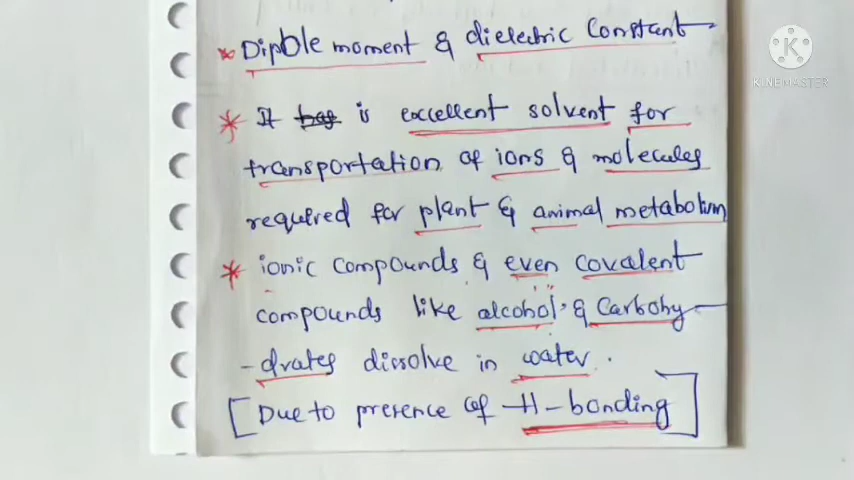 * Dipole moment & dielectric Constant
* It has is excellent solvent for
transportation of ions & molecules
required for plant & animal metabolism
* ionic compounds & even covalent
compounds like alcohol & Carbohy-
-drates dissolve in water.
[Due to presence of H-bonding]
K
KINEMASTER